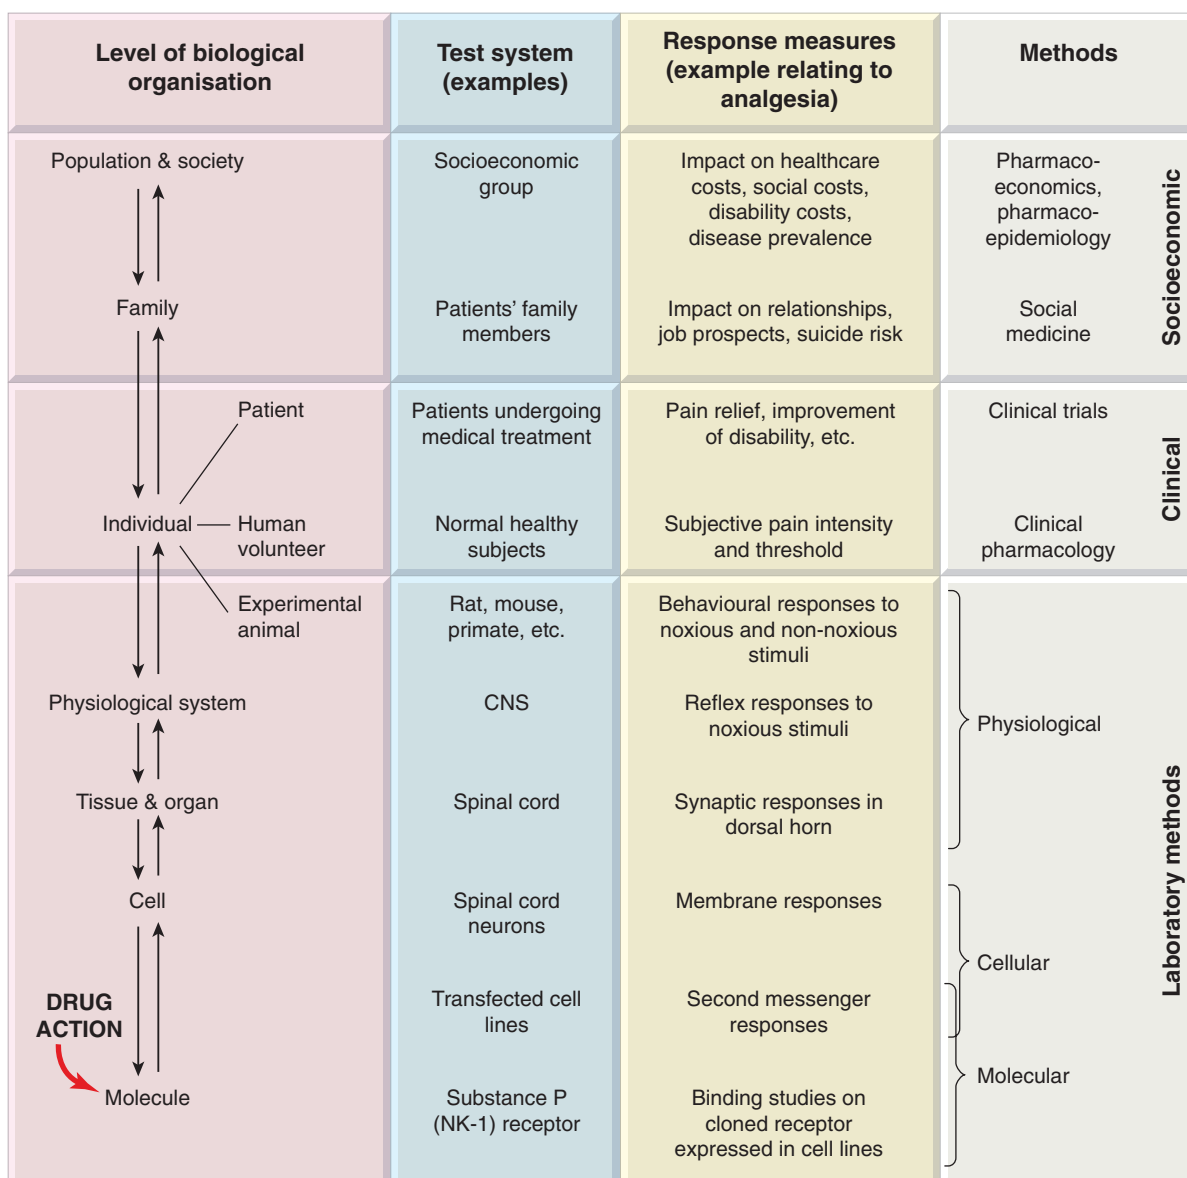 Level of biological
organisation
Test system
(examples)
Response measures
(example relating to
analgesia)
Methods
Population & society
Socioeconomic
group
Impact on healthcare
costs, social costs,
disability costs,
disease prevalence
Pharmaco-
economics,
pharmaco-
epidemiology
Family
Patients' family
members
Impact on relationships,
job prospects, suicide risk
Social
medicine
Socioeconomic
Patient
Patients undergoing
medical treatment
Pain relief, improvement
of disability, etc.
Clinical trials
Individual
Human
volunteer
Normal healthy
subjects
Subjective pain intensity
and threshold
Clinical
pharmacology
Clinical
Experimental
animal
Rat, mouse,
primate, etc.
Behavioural responses to
noxious and non-noxious
stimuli
Physiological system
CNS
Reflex responses to
noxious stimuli
Physiological
Tissue & organ
Spinal cord
Synaptic responses in
dorsal horn
Cell
Spinal cord
neurons
Membrane responses
Cellular
DRUG
ACTION
Transfected cell
lines
Second messenger
responses
Molecular
Molecule
Substance P
(NK-1) receptor
Binding studies on
cloned receptor
expressed in cell lines
Laboratory methods